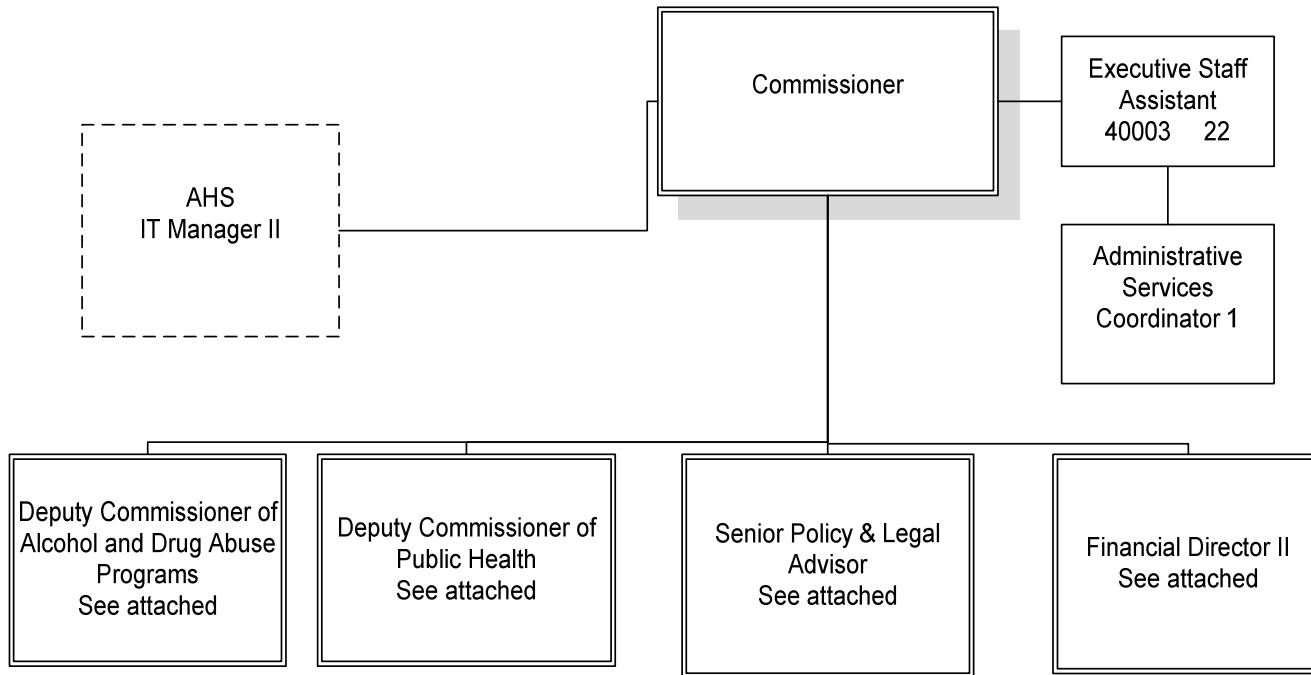 Commissioner
Executive Staff
Assistant
40003 22
AHS
IT Manager II
Administrative
Services
Coordinator 1
Deputy Commissioner of
Alcohol and Drug Abuse
Programs
See attached
Deputy Commissioner of
Public Health
See attached
Senior Policy & Legal
Advisor
See attached
Financial Director II
See attached